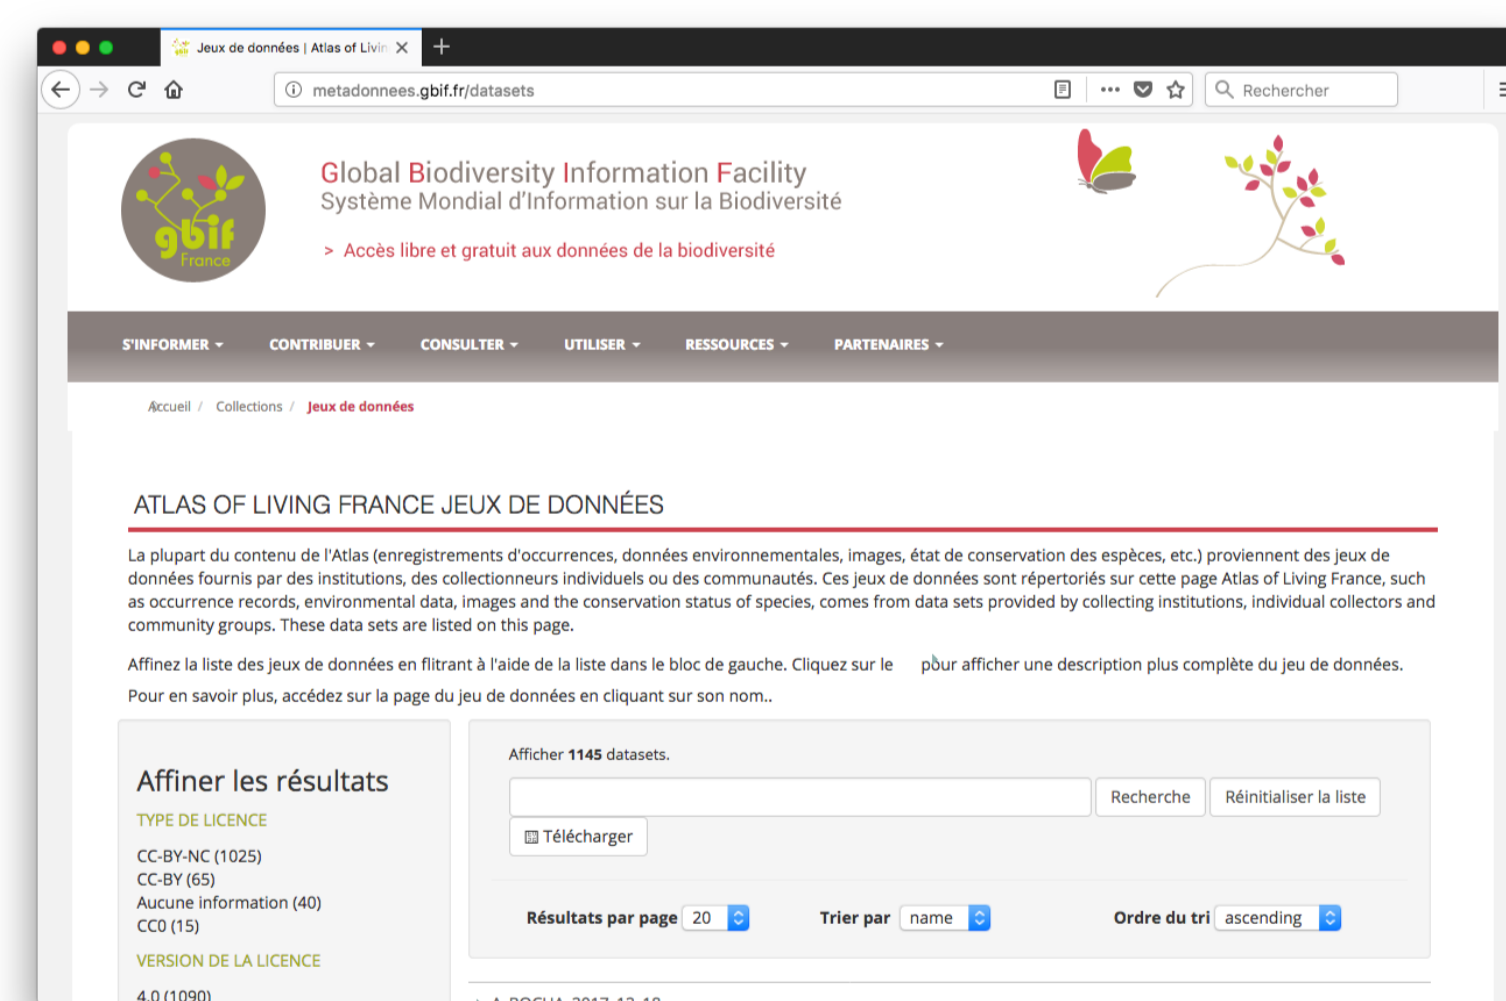 Jeux de données | Atlas of Livin
metadonnees.gbif.fr/datasets
Rechercher
gbif
France
Global Biodiversity Information Facility
Système Mondial d'Information sur la Biodiversité
> Accès libre et gratuit aux données de la biodiversité
S'INFORMER CONTRIBUER CONSULTER UTILISER RESSOURCES PARTENAIRES
Accueil / Collections / Jeux de données
ATLAS OF LIVING FRANCE JEUX DE DONNÉES
La plupart du contenu de l'Atlas (enregistrements d'occurrences, données environnementales, images, état de conservation des espèces, etc.) proviennent des jeux de
données fournis par des institutions, des collectionneurs individuels ou des communautés. Ces jeux de données sont répertoriés sur cette page Atlas of Living France, such
as occurrence records, environmental data, images and the conservation status of species, comes from data sets provided by collecting institutions, individual collectors and
community groups. These data sets are listed on this page.
Affinez la liste des jeux de données en flitrant à l'aide de la liste dans le bloc de gauche. Cliquez sur le pour afficher une description plus complète du jeu de données.
Pour en savoir plus, accédez sur la page du jeu de données en cliquant sur son nom..
Affiner les résultats
TYPE DE LICENCE
CC-BY-NC (1025)
CC-BY (65)
Aucune information (40)
CC0 (15)
VERSION DE LA LICENCE
4.0 (1090)
Afficher 1145 datasets.
Recherche
Réinitialiser la liste
Télécharger
Résultats par page 20 Trier par name Ordre du tri ascending